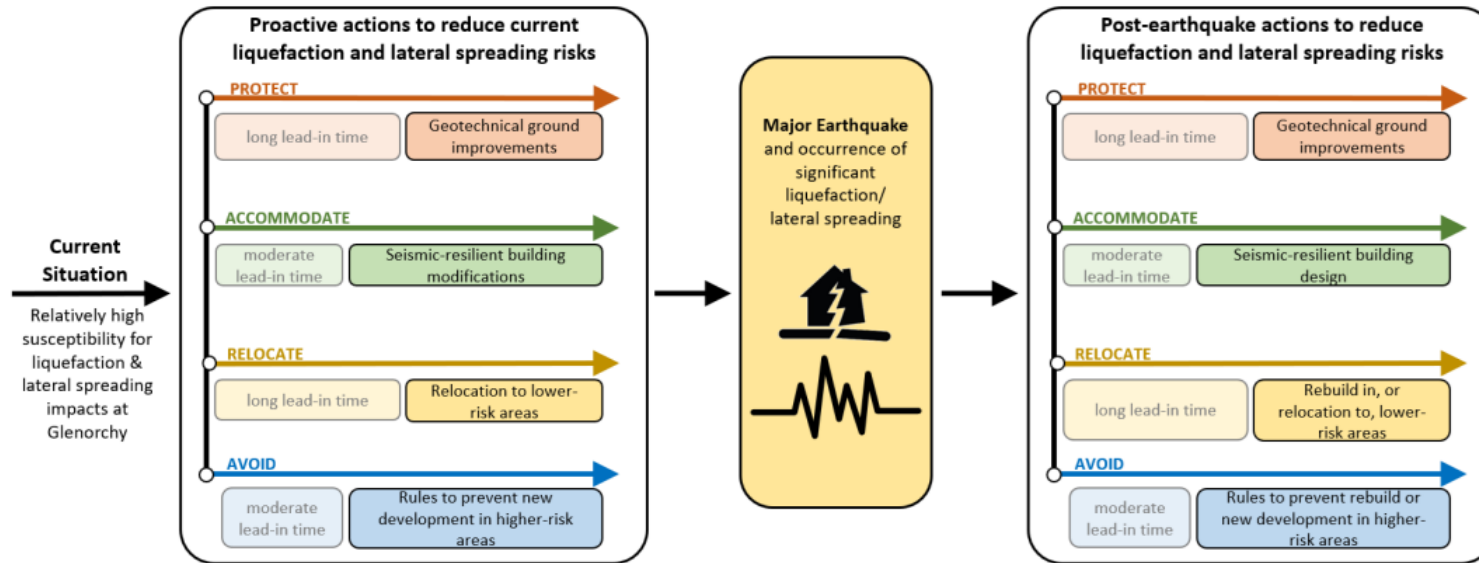 Current
Situation
Relatively high
susceptibility for
liquefaction &
lateral spreading
impacts at
Glenorchy
Proactive actions to reduce current
liquefaction and lateral spreading risks
PROTECT
long lead-in time
Geotechnical ground
improvements
ACCOMMODATE
moderate
lead-in time
Seismic-resilient building
modifications
RELOCATE
long lead-in time
Relocation to lower-
risk areas
AVOID
moderate
lead-in time
Rules to prevent new
development in higher-risk
areas
Major Earthquake
and occurrence of
significant
liquefaction/
lateral spreading
Post-earthquake actions to reduce
liquefaction and lateral spreading risks
PROTECT
long lead-in time
Geotechnical ground
improvements
ACCOMMODATE
moderate
lead-in time
Seismic-resilient building
design
RELOCATE
long lead-in time
Rebuild in, or
relocation to, lower-
risk areas
AVOID
moderate
lead-in time
Rules to prevent rebuild or
new development in higher-
risk areas